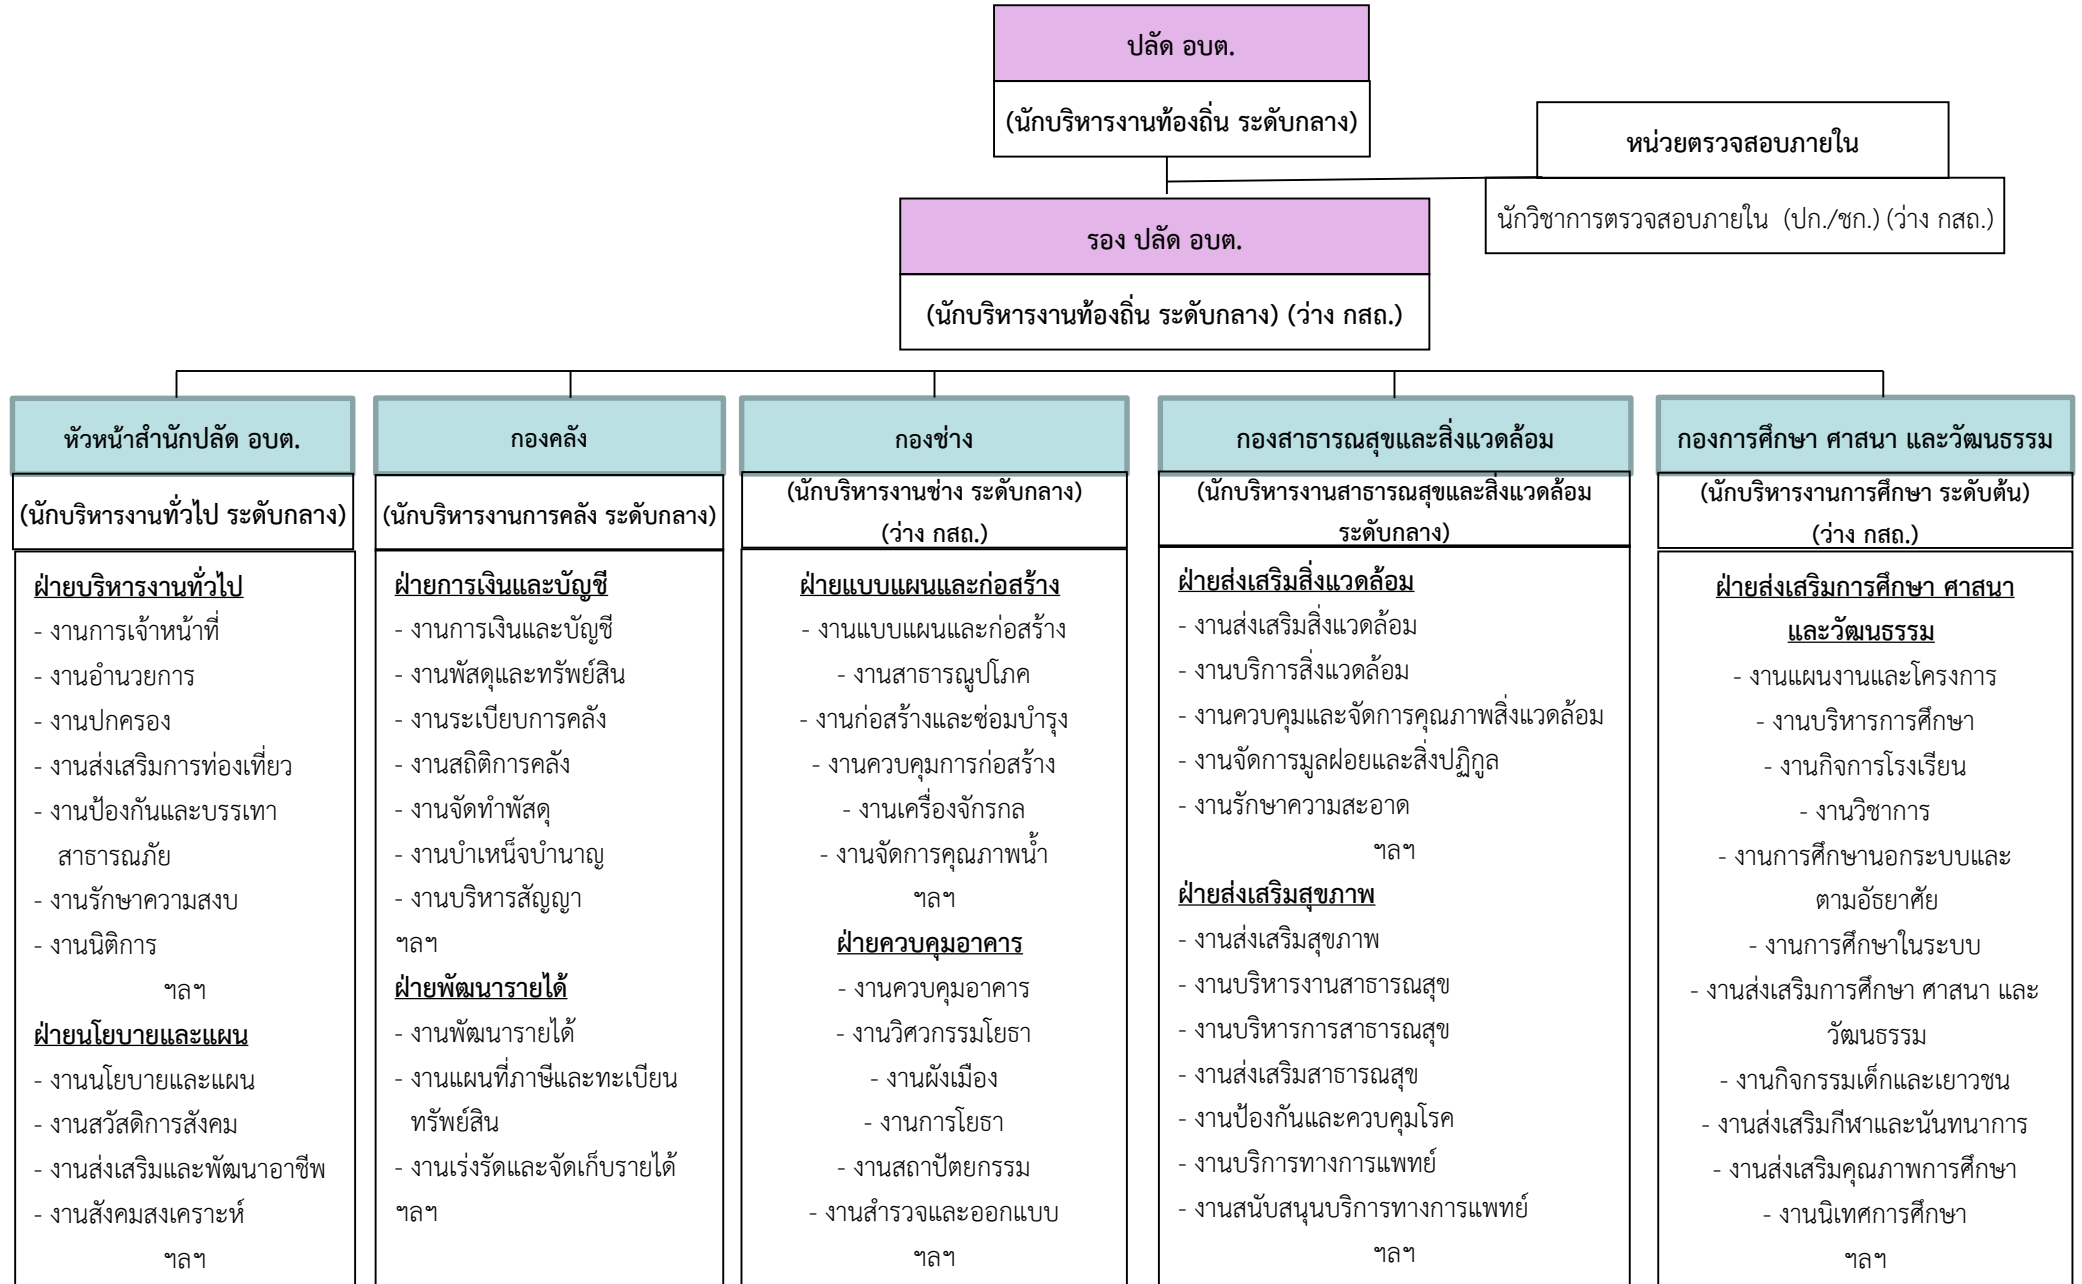 ปลัด อบต.
(นักบริหารงานท้องถิ่น ระดับกลาง)
หน่วยตรวจสอบภายใน
นักวิชาการตรวจสอบภายใน (ปก./ชก.) (ว่าง กสถ.)
รอง ปลัด อบต.
(นักบริหารงานท้องถิ่น ระดับกลาง) (ว่าง กสถ.)
หัวหน้าสำนักปลัด อบต.
(นักบริหารงานทั่วไป ระดับกลาง)
ฝ่ายบริหารงานทั่วไป
- งานการเจ้าหน้าที่
- งานอำนวยการ
- งานปกครอง
- งานส่งเสริมการท่องเที่ยว
- งานป้องกันและบรรเทา
สาธารณภัย
- งานรักษาความสงบ
- งานนิติการ
ฯลฯ
ฝ่ายนโยบายและแผน
- งานนโยบายและแผน
- งานสวัสดิการสังคม
- งานส่งเสริมและพัฒนาอาชีพ
- งานสังคมสงเคราะห์
ฯลฯ
กองคลัง
(นักบริหารงานการคลัง ระดับกลาง)
ฝ่ายการเงินและบัญชี
- งานการเงินและบัญชี
- งานพัสดุและทรัพย์สิน
- งานระเบียบการคลัง
- งานสถิติการคลัง
- งานจัดทำพัสดุ
- งานบำเหน็จบำนาญ
- งานบริหารสัญญา
ฯลฯ
ฝ่ายพัฒนารายได้
- งานพัฒนารายได้
- งานแผนที่ภาษีและทะเบียน
ทรัพย์สิน
- งานเร่งรัดและจัดเก็บรายได้
ฯลฯ
กองช่าง
(นักบริหารงานช่าง ระดับกลาง)
(ว่าง กสถ.)
ฝ่ายแบบแผนและก่อสร้าง
- งานแบบแผนและก่อสร้าง
- งานสาธารณูปโภค
- งานก่อสร้างและซ่อมบำรุง
- งานควบคุมการก่อสร้าง
- งานเครื่องจักรกล
- งานจัดการคุณภาพน้ำ
ฯลฯ
ฝ่ายควบคุมอาคาร
- งานควบคุมอาคาร
- งานวิศวกรรมโยธา
- งานผังเมือง
- งานการโยธา
- งานสถาปัตยกรรม
- งานสำรวจและออกแบบ
ฯลฯ
กองสาธารณสุขและสิ่งแวดล้อม
(นักบริหารงานสาธารณสุขและสิ่งแวดล้อม
ระดับกลาง)
ฝ่ายส่งเสริมสิ่งแวดล้อม
- งานส่งเสริมสิ่งแวดล้อม
- งานบริการสิ่งแวดล้อม
- งานควบคุมและจัดการคุณภาพสิ่งแวดล้อม
- งานจัดการมูลฝอยและสิ่งปฏิกูล
- งานรักษาความสะอาด
ฯลฯ
ฝ่ายส่งเสริมสุขภาพ
- งานส่งเสริมสุขภาพ
- งานบริหารงานสาธารณสุข
- งานบริหารการสาธารณสุข
- งานส่งเสริมสาธารณสุข
- งานป้องกันและควบคุมโรค
- งานบริการทางการแพทย์
- งานสนับสนุนบริการทางการแพทย์
ฯลฯ
กองการศึกษา ศาสนา และวัฒนธรรม
(นักบริหารงานการศึกษา ระดับต้น)
(ว่าง กสถ.)
ฝ่ายส่งเสริมการศึกษา ศาสนา
และวัฒนธรรม
- งานแผนงานและโครงการ
- งานบริหารการศึกษา
- งานกิจการโรงเรียน
- งานวิชาการ
- งานการศึกษานอกระบบและ
ตามอัธยาศัย
- งานการศึกษาในระบบ
- งานส่งเสริมการศึกษา ศาสนา และ
วัฒนธรรม
- งานกิจกรรมเด็กและเยาวชน
- งานส่งเสริมกีฬาและนันทนาการ
- งานส่งเสริมคุณภาพการศึกษา
- งานนิเทศการศึกษา
ฯลฯ